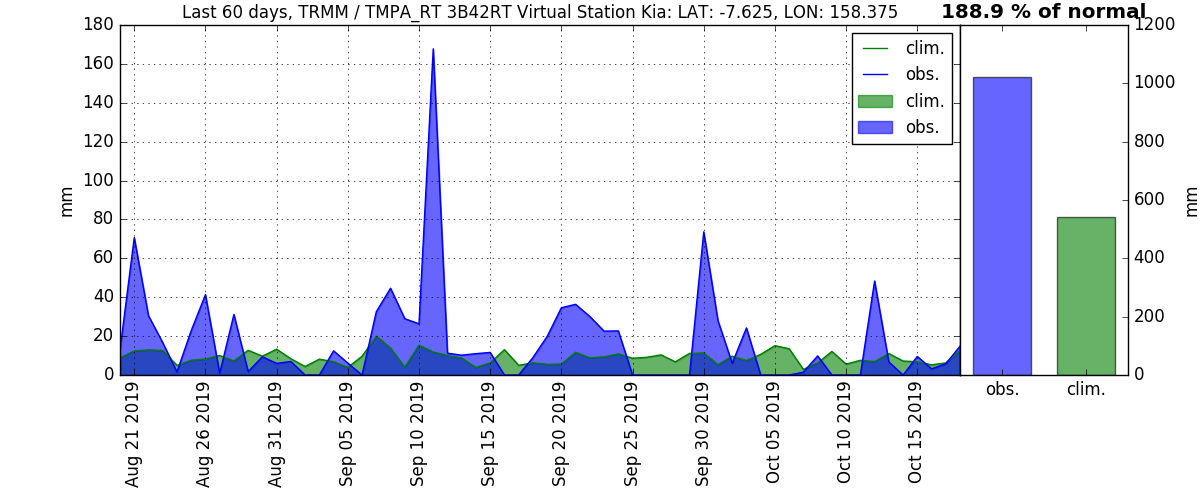 Last 60 days, TRMM / TMPA_RT 3B42RT Virtual Station Kia: LAT: -7.625, LON: 158.375
188.9 % of normal
180
160
140
120
100
80
60
40
20
0
mm
clim.
obs.
clim.
obs.
Aug 21 2019
Aug 26 2019
Aug 31 2019
Sep 05 2019
Sep 10 2019
Sep 15 2019
Sep 20 2019
Sep 25 2019
Sep 30 2019
Oct 05 2019
Oct 10 2019
Oct 15 2019
1200
1000
800
600
400
200
0
mm
obs.
clim.